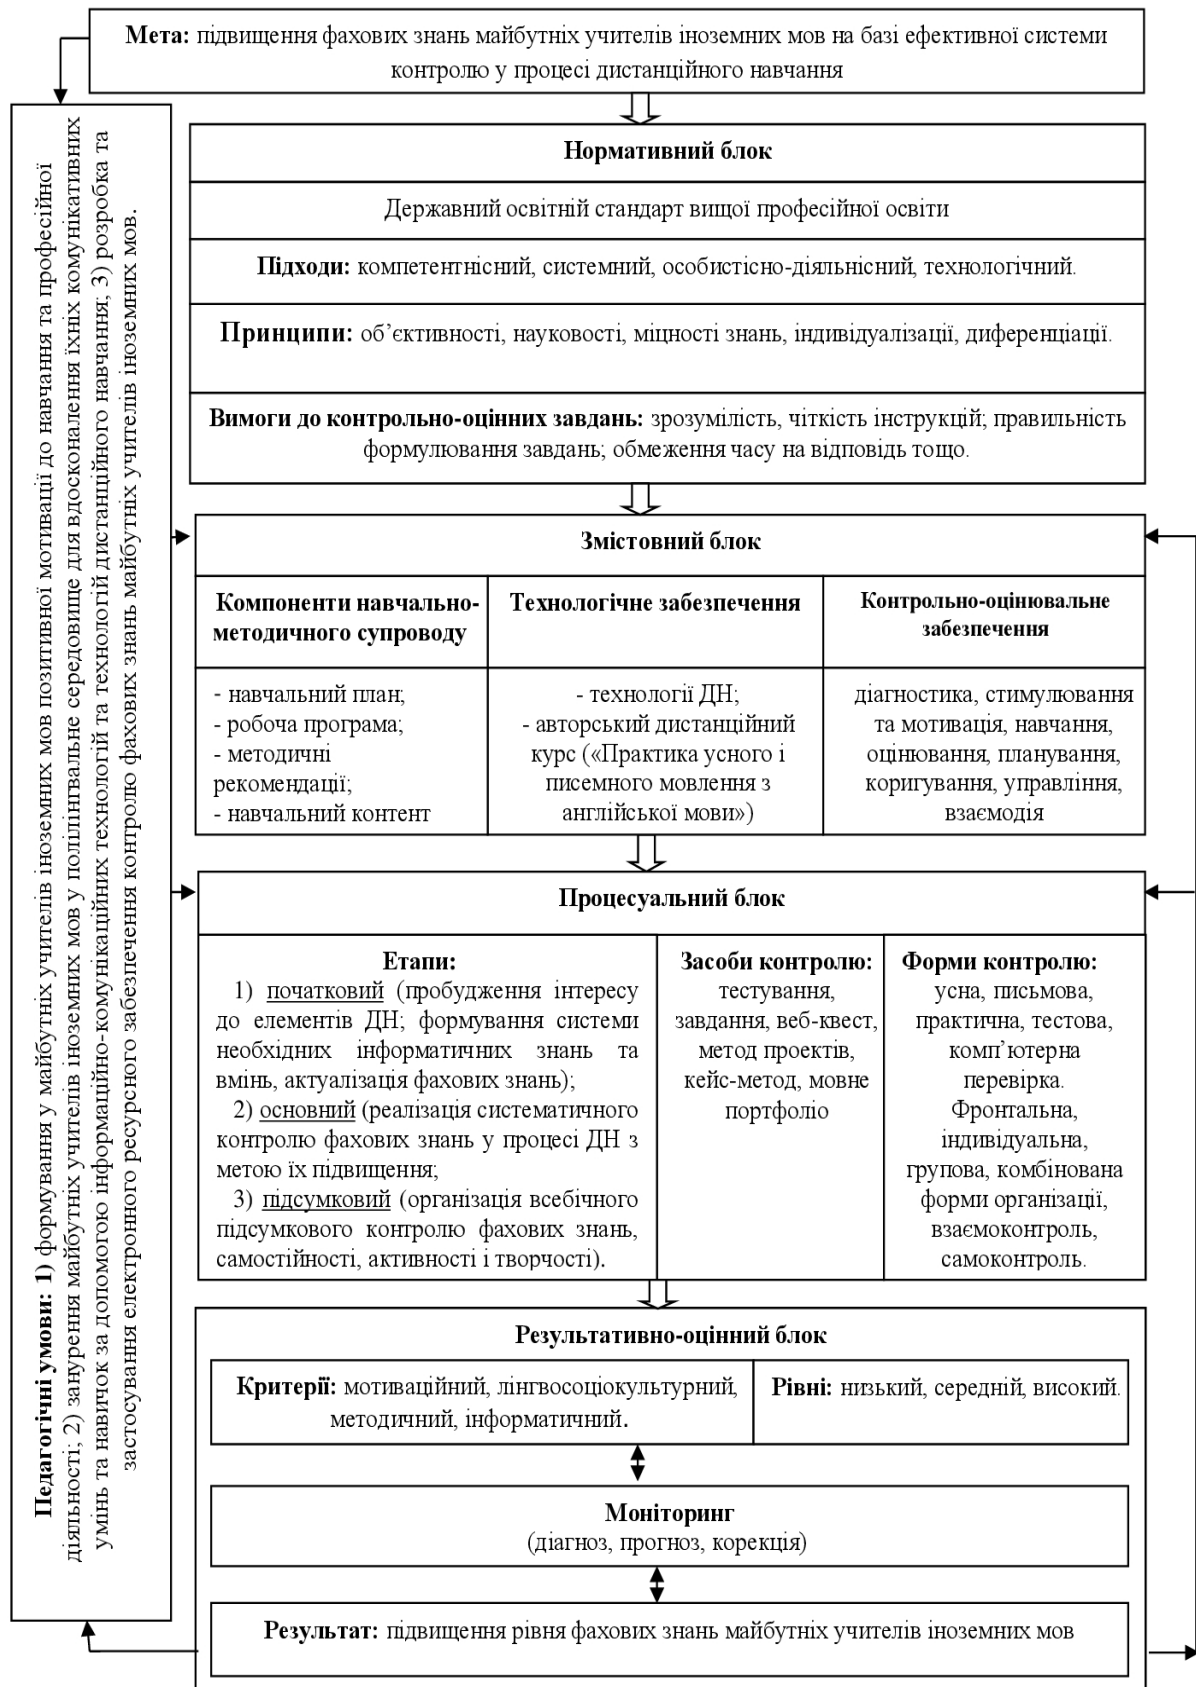 Мета: підвищення фахових знань майбутніх учителів іноземних мов на базі ефективної системи
контролю у процесі дистанційного навчання
Педагогічні умови: 1) формування у майбутніх учителів іноземних мов позитивної мотивації до навчання та професійної
діяльності; 2) занурення майбутніх учителів іноземних мов у полілінгвальне середовище для вдосконалення їхніх комунікативних
умінь та навичок за допомогою інформаційно-комунікаційних технологій та технологій дистанційного навчання; 3) розробка та
застосування електронного ресурсного забезпечення контролю фахових знань майбутніх учителів іноземних мов.
Нормативний блок
Державний освітній стандарт вищої професійної освіти
Підходи: компетентнісний, системний, особистісно-діяльнісний, технологічний.
Принципи: об’єктивності, науковості, міцності знань, індивідуалізації, диференціації.
Вимоги до контрольно-оцінних завдань: зрозумілість, чіткість інструкцій; правильність
формулювання завдань; обмеження часу на відповідь тощо.
Змістовний блок
Компоненти навчально-
методичного супроводу
- навчальний план;
- робоча програма;
- методичні
рекомендації;
- навчальний контент
Технологічне забезпечення
- технології ДН;
- авторський дистанційний
курс («Практика усного і
писемного мовлення з
англійської мови»)
Контрольно-оцінювальне
забезпечення
діагностика, стимулювання
та мотивація, навчання,
оцінювання, планування,
коригування, управління,
взаємодія
Процесуальний блок
Етапи:
1) початковий (пробудження інтересу
до елементів ДН; формування системи
необхідних інформатичних знань та
вмінь, актуалізація фахових знань);
2) основний (реалізація систематичного
контролю фахових знань у процесі ДН з
метою їх підвищення;
3) підсумковий (організація всебічного
підсумкового контролю фахових знань,
самостійності, активності і творчості).
Засоби контролю:
тестування,
завдання, веб-квест,
метод проектів,
кейс-метод, мовне
портфоліо
Форми контролю:
усна, письмова,
практична, тестова,
комп’ютерна
перевірка.
Фронтальна,
індивідуальна,
групова, комбінована
форми організації,
взаємоконтроль,
самоконтроль.
Результативно-оцінний блок
Критерії: мотиваційний, лінгвосоціокультурний,
методичний, інформатичний.
Рівні: низький, середній, високий.
Моніторинг
(діагноз, прогноз, корекція)
Результат: підвищення рівня фахових знань майбутніх учителів іноземних мов